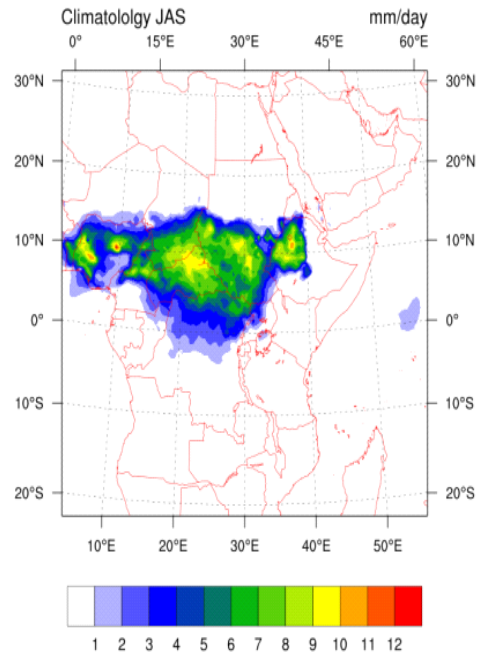 Climatololgy JAS mm/day
0° 15°E 30°E 45°E 60°E
30°N 30°N
20°N 20°N
10°N 10°N
0° 0°
10°S 10°S
20°S 20°S
10°E 20°E 30°E 40°E 50°E
1 2 3 4 5 6 7 8 9 10 11 12